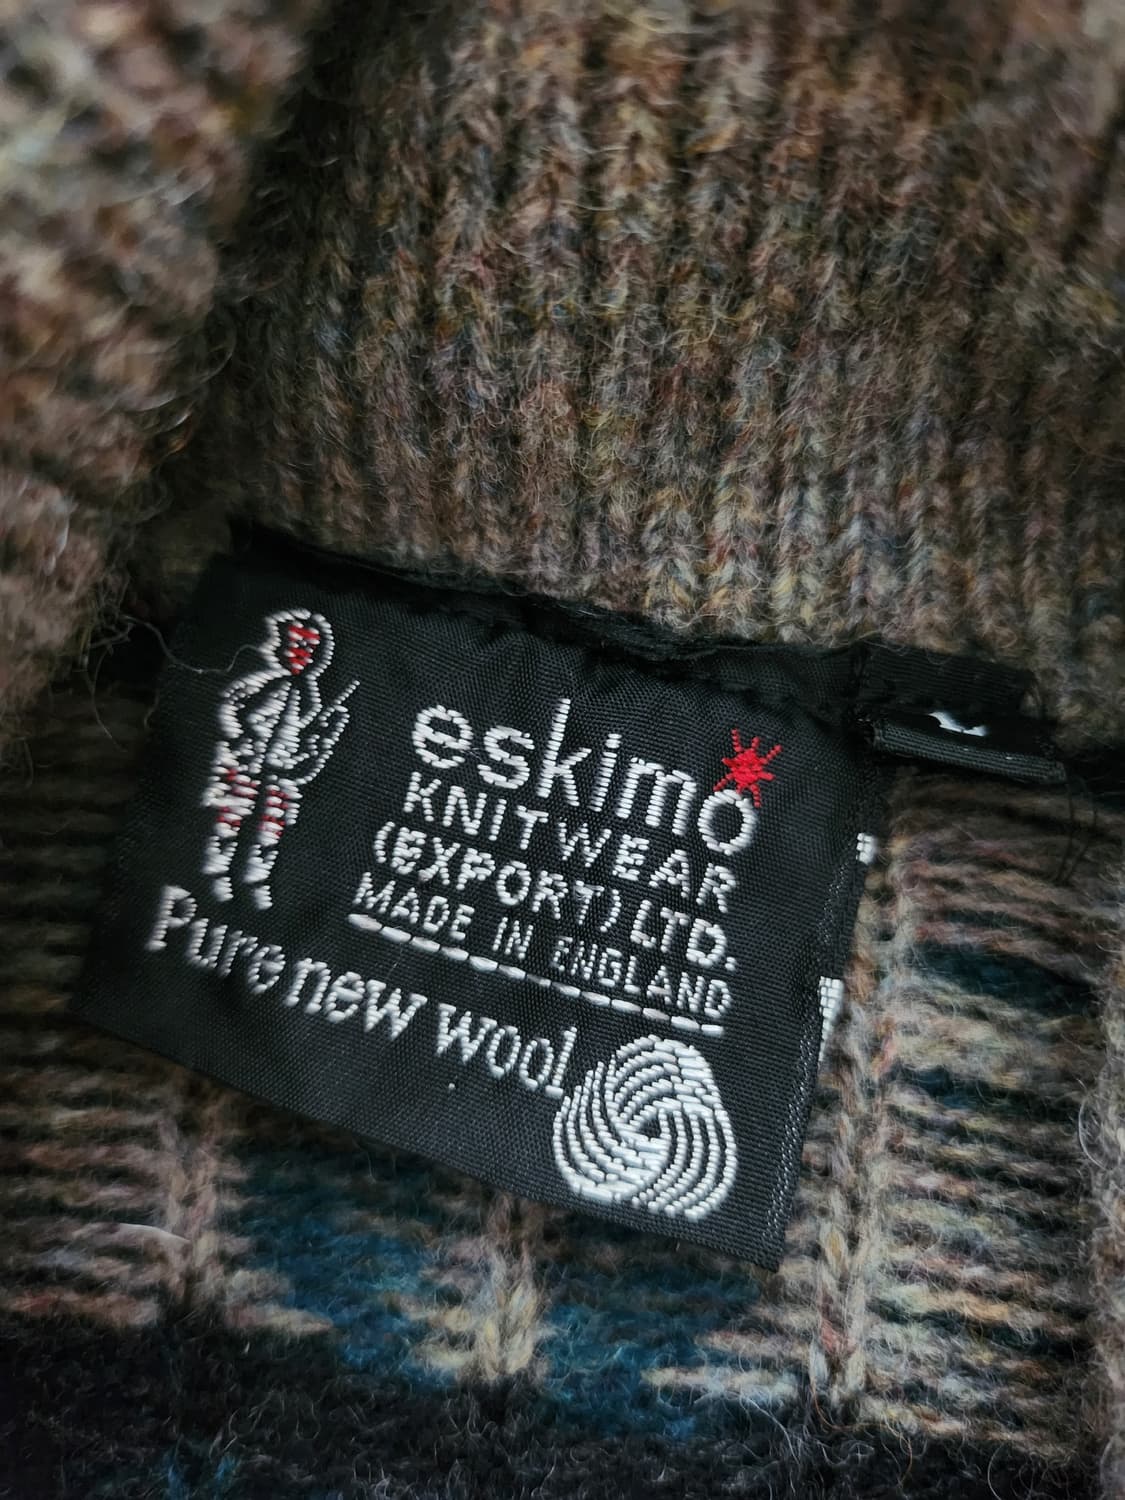 eskimo
KNITWEAR
(EXPORT) LTD.
MADE IN ENGLAND
Pure new wool